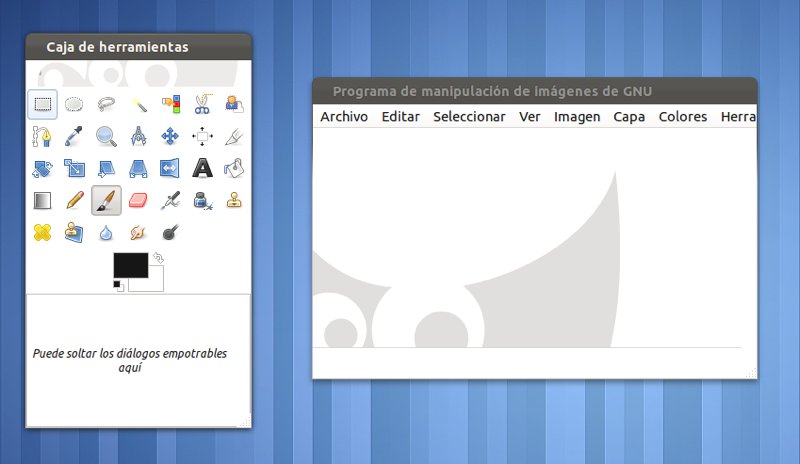 Caja de herramientas
Puede soltar los diálogos empotrables
aquí
Programa de manipulación de imágenes de GNU
Archivo Editar Seleccionar Ver Imagen Capa Colores Herra